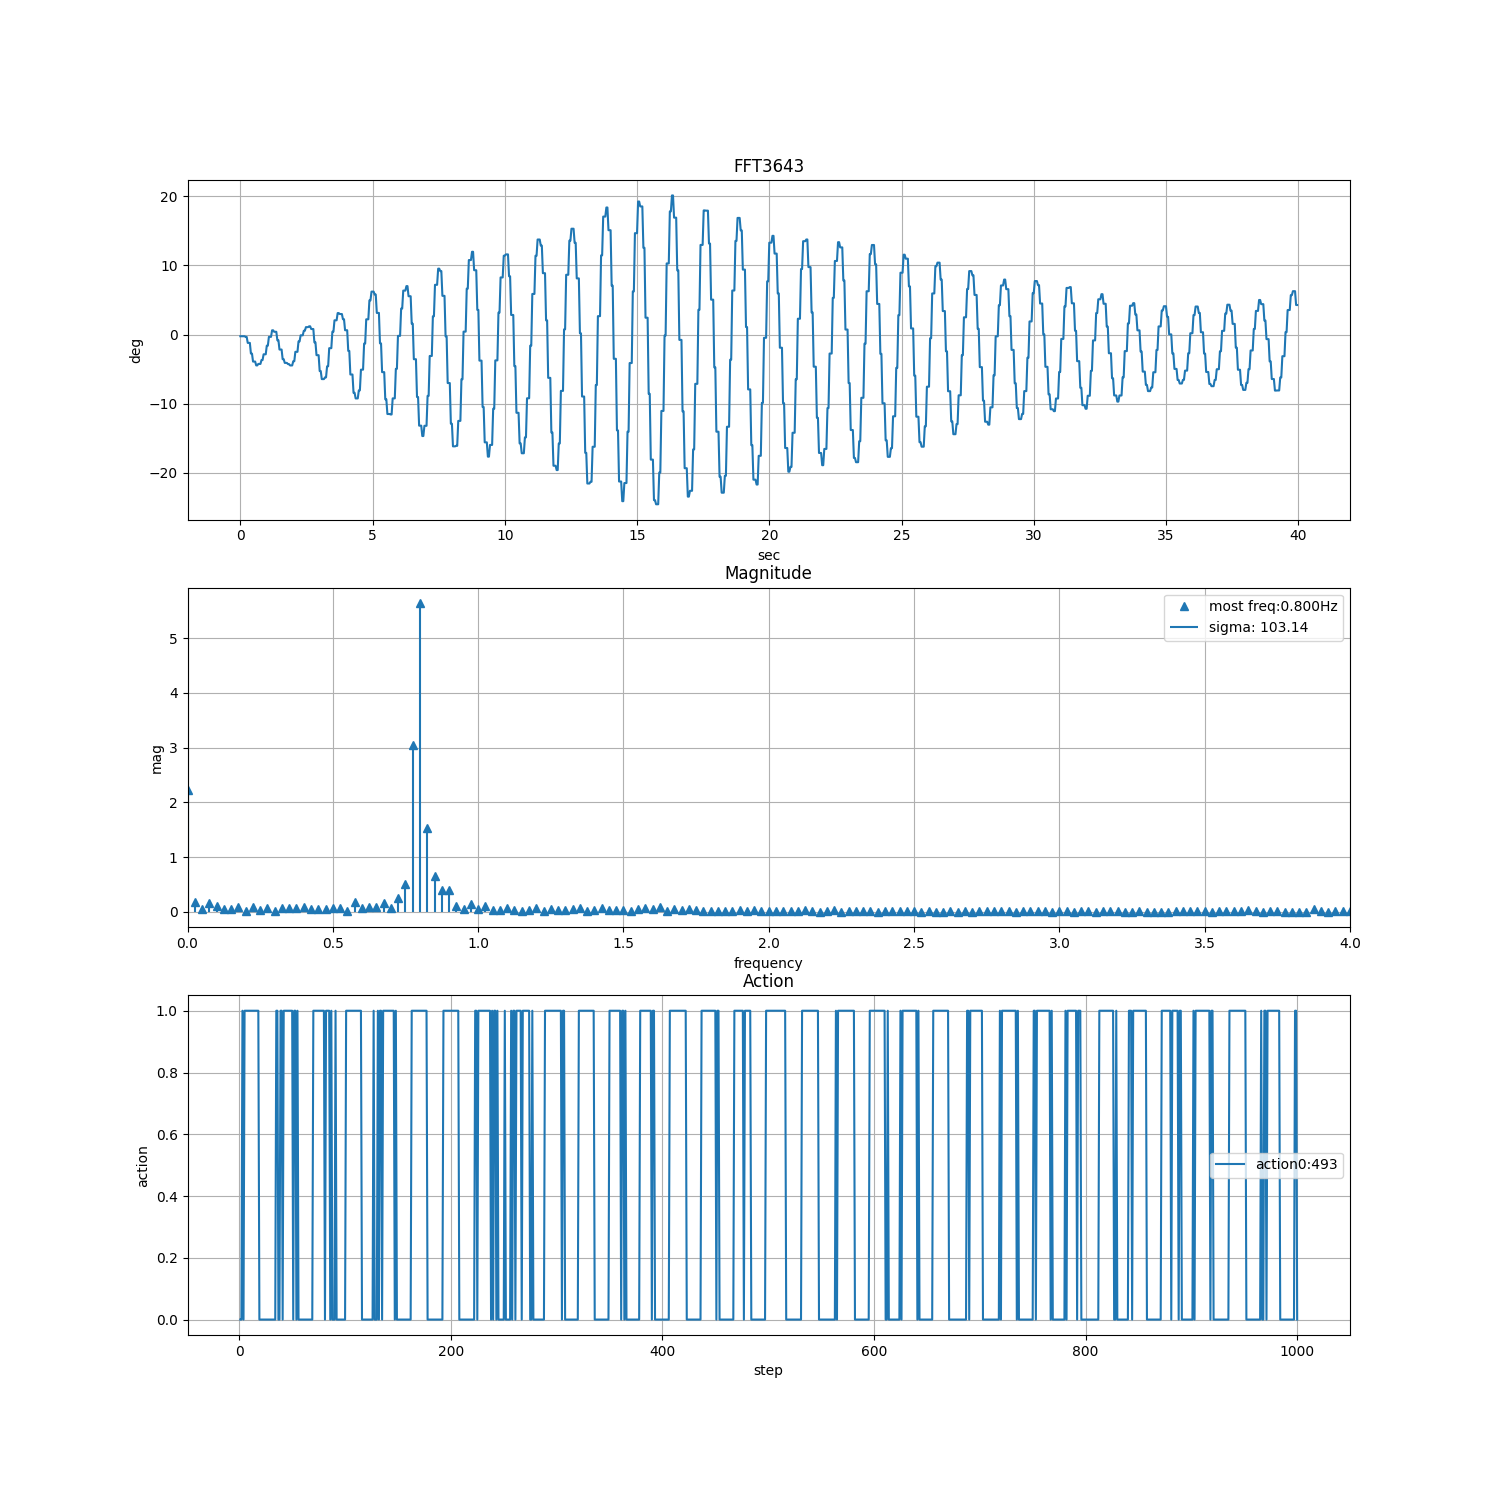 FFT3643
20
10
0
−10
−20
deg
0 5 10 15 20 25 30 35 40
sec
Magnitude
most freq:0.800Hz
sigma: 103.14
5
4
3
2
1
0
mag
0.0 0.5 1.0 1.5 2.0 2.5 3.0 3.5 4.0
frequency
Action
1.0
0.8
0.6
0.4
0.2
0.0
action
action0:493
0 200 400 600 800 1000
step